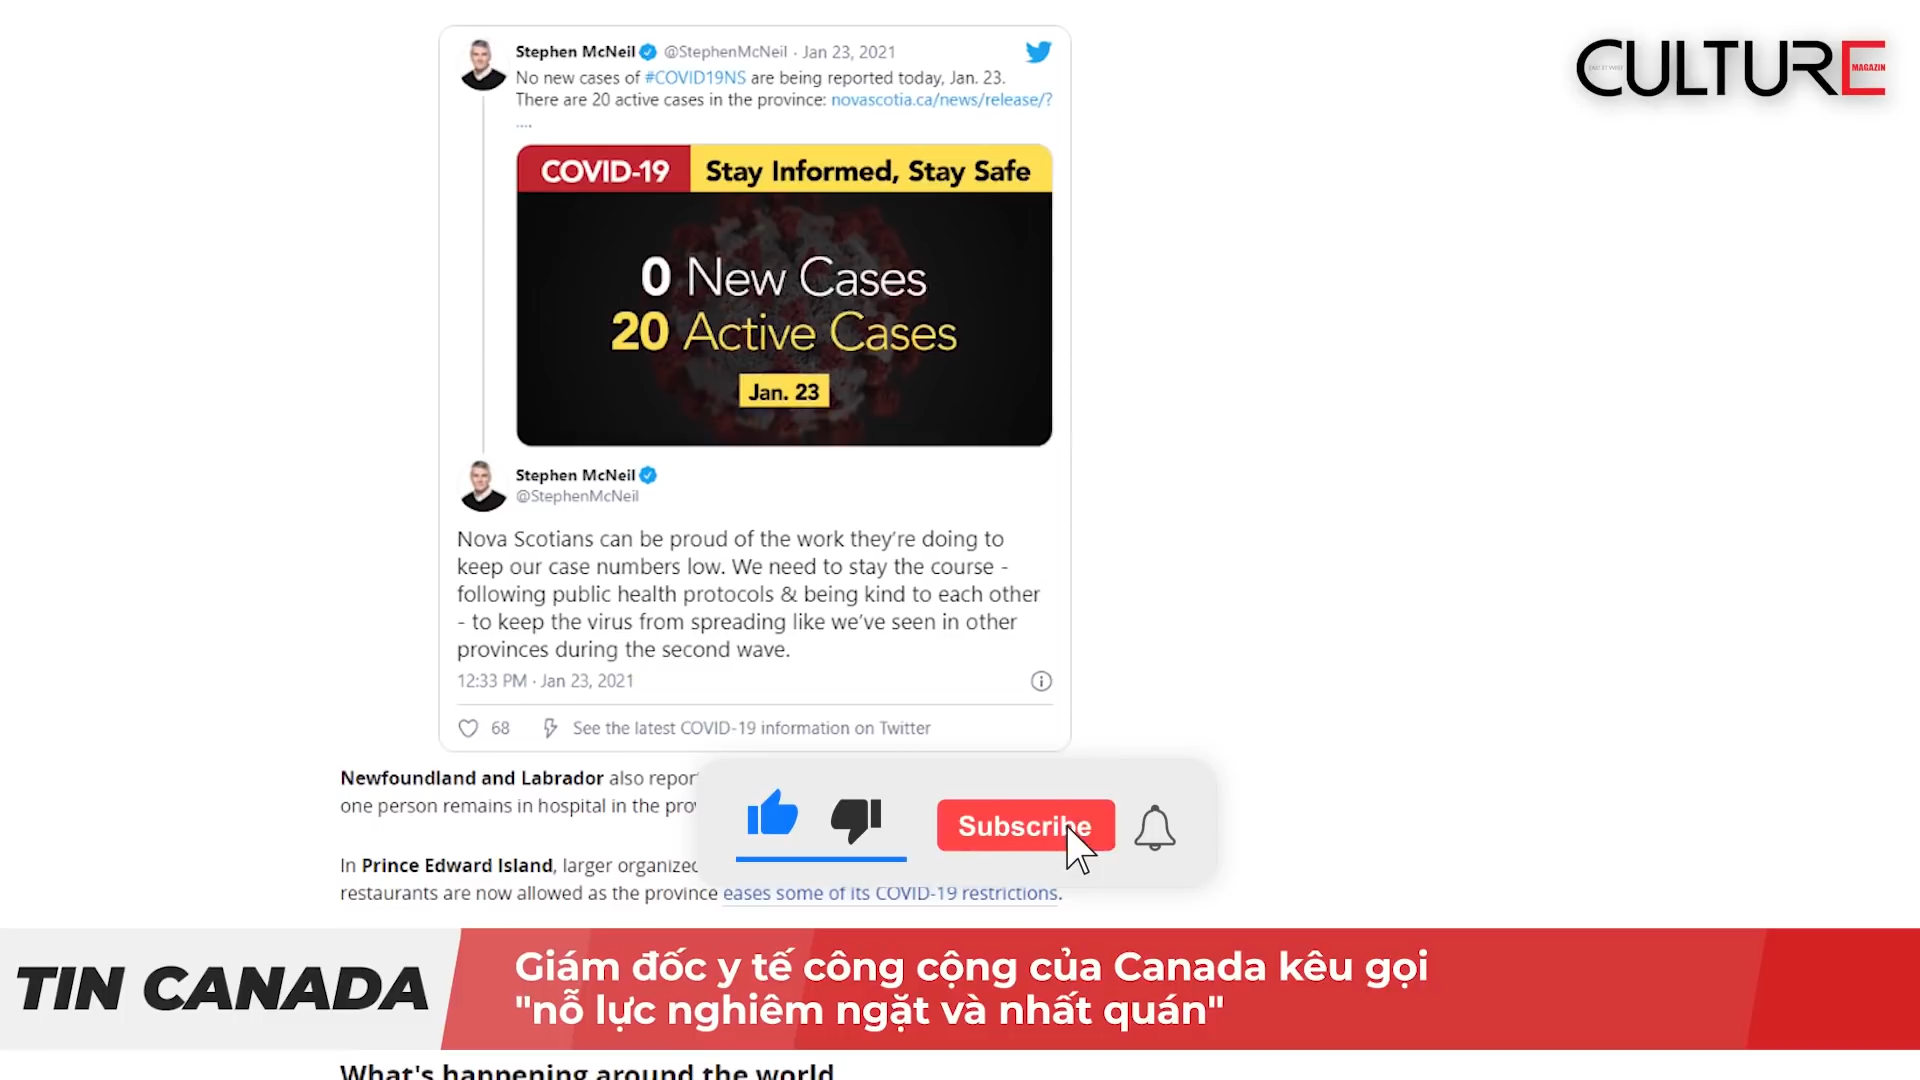 Stephen McNeil @StephenMcNeil · Jan 23, 2021
No new cases of #COVID19NS are being reported today, Jan. 23.
There are 20 active cases in the province: novascotia.ca/news/release/?
....
COVID-19 Stay Informed, Stay Safe
0 New Cases
20 Active Cases
Jan. 23
Stephen McNeil
@StephenMcNeil
Nova Scotians can be proud of the work they're doing to
keep our case numbers low. We need to stay the course -
following public health protocols & being kind to each other
- to keep the virus from spreading like we've seen in other
provinces during the second wave.
12:33 PM · Jan 23, 2021
68 See the latest COVID-19 information on Twitter
Newfoundland and Labrador also repor
one person remains in hospital in the pro
In Prince Edward Island, larger organized
restaurants are now allowed as the province eases some of its COVID-19 restrictions.
Subscribe
CULTURE
MAGAZIN
TIN CANADA
Giám đốc y tế công cộng của Canada kêu gọi
"nỗ lực nghiêm ngặt và nhất quán"
What's happening around the world